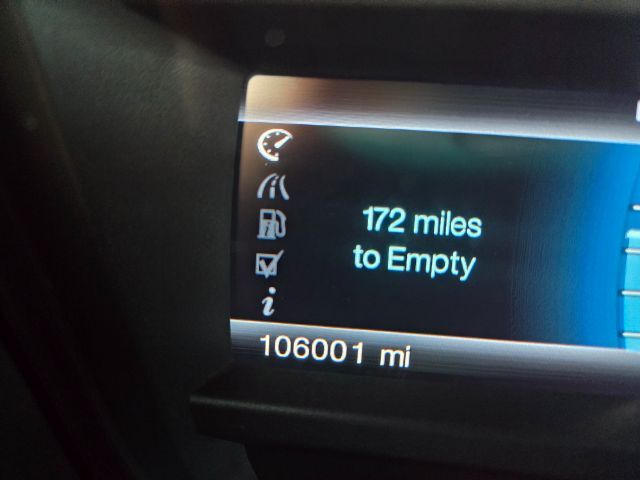 172 miles
to Empty
i
106001 mi